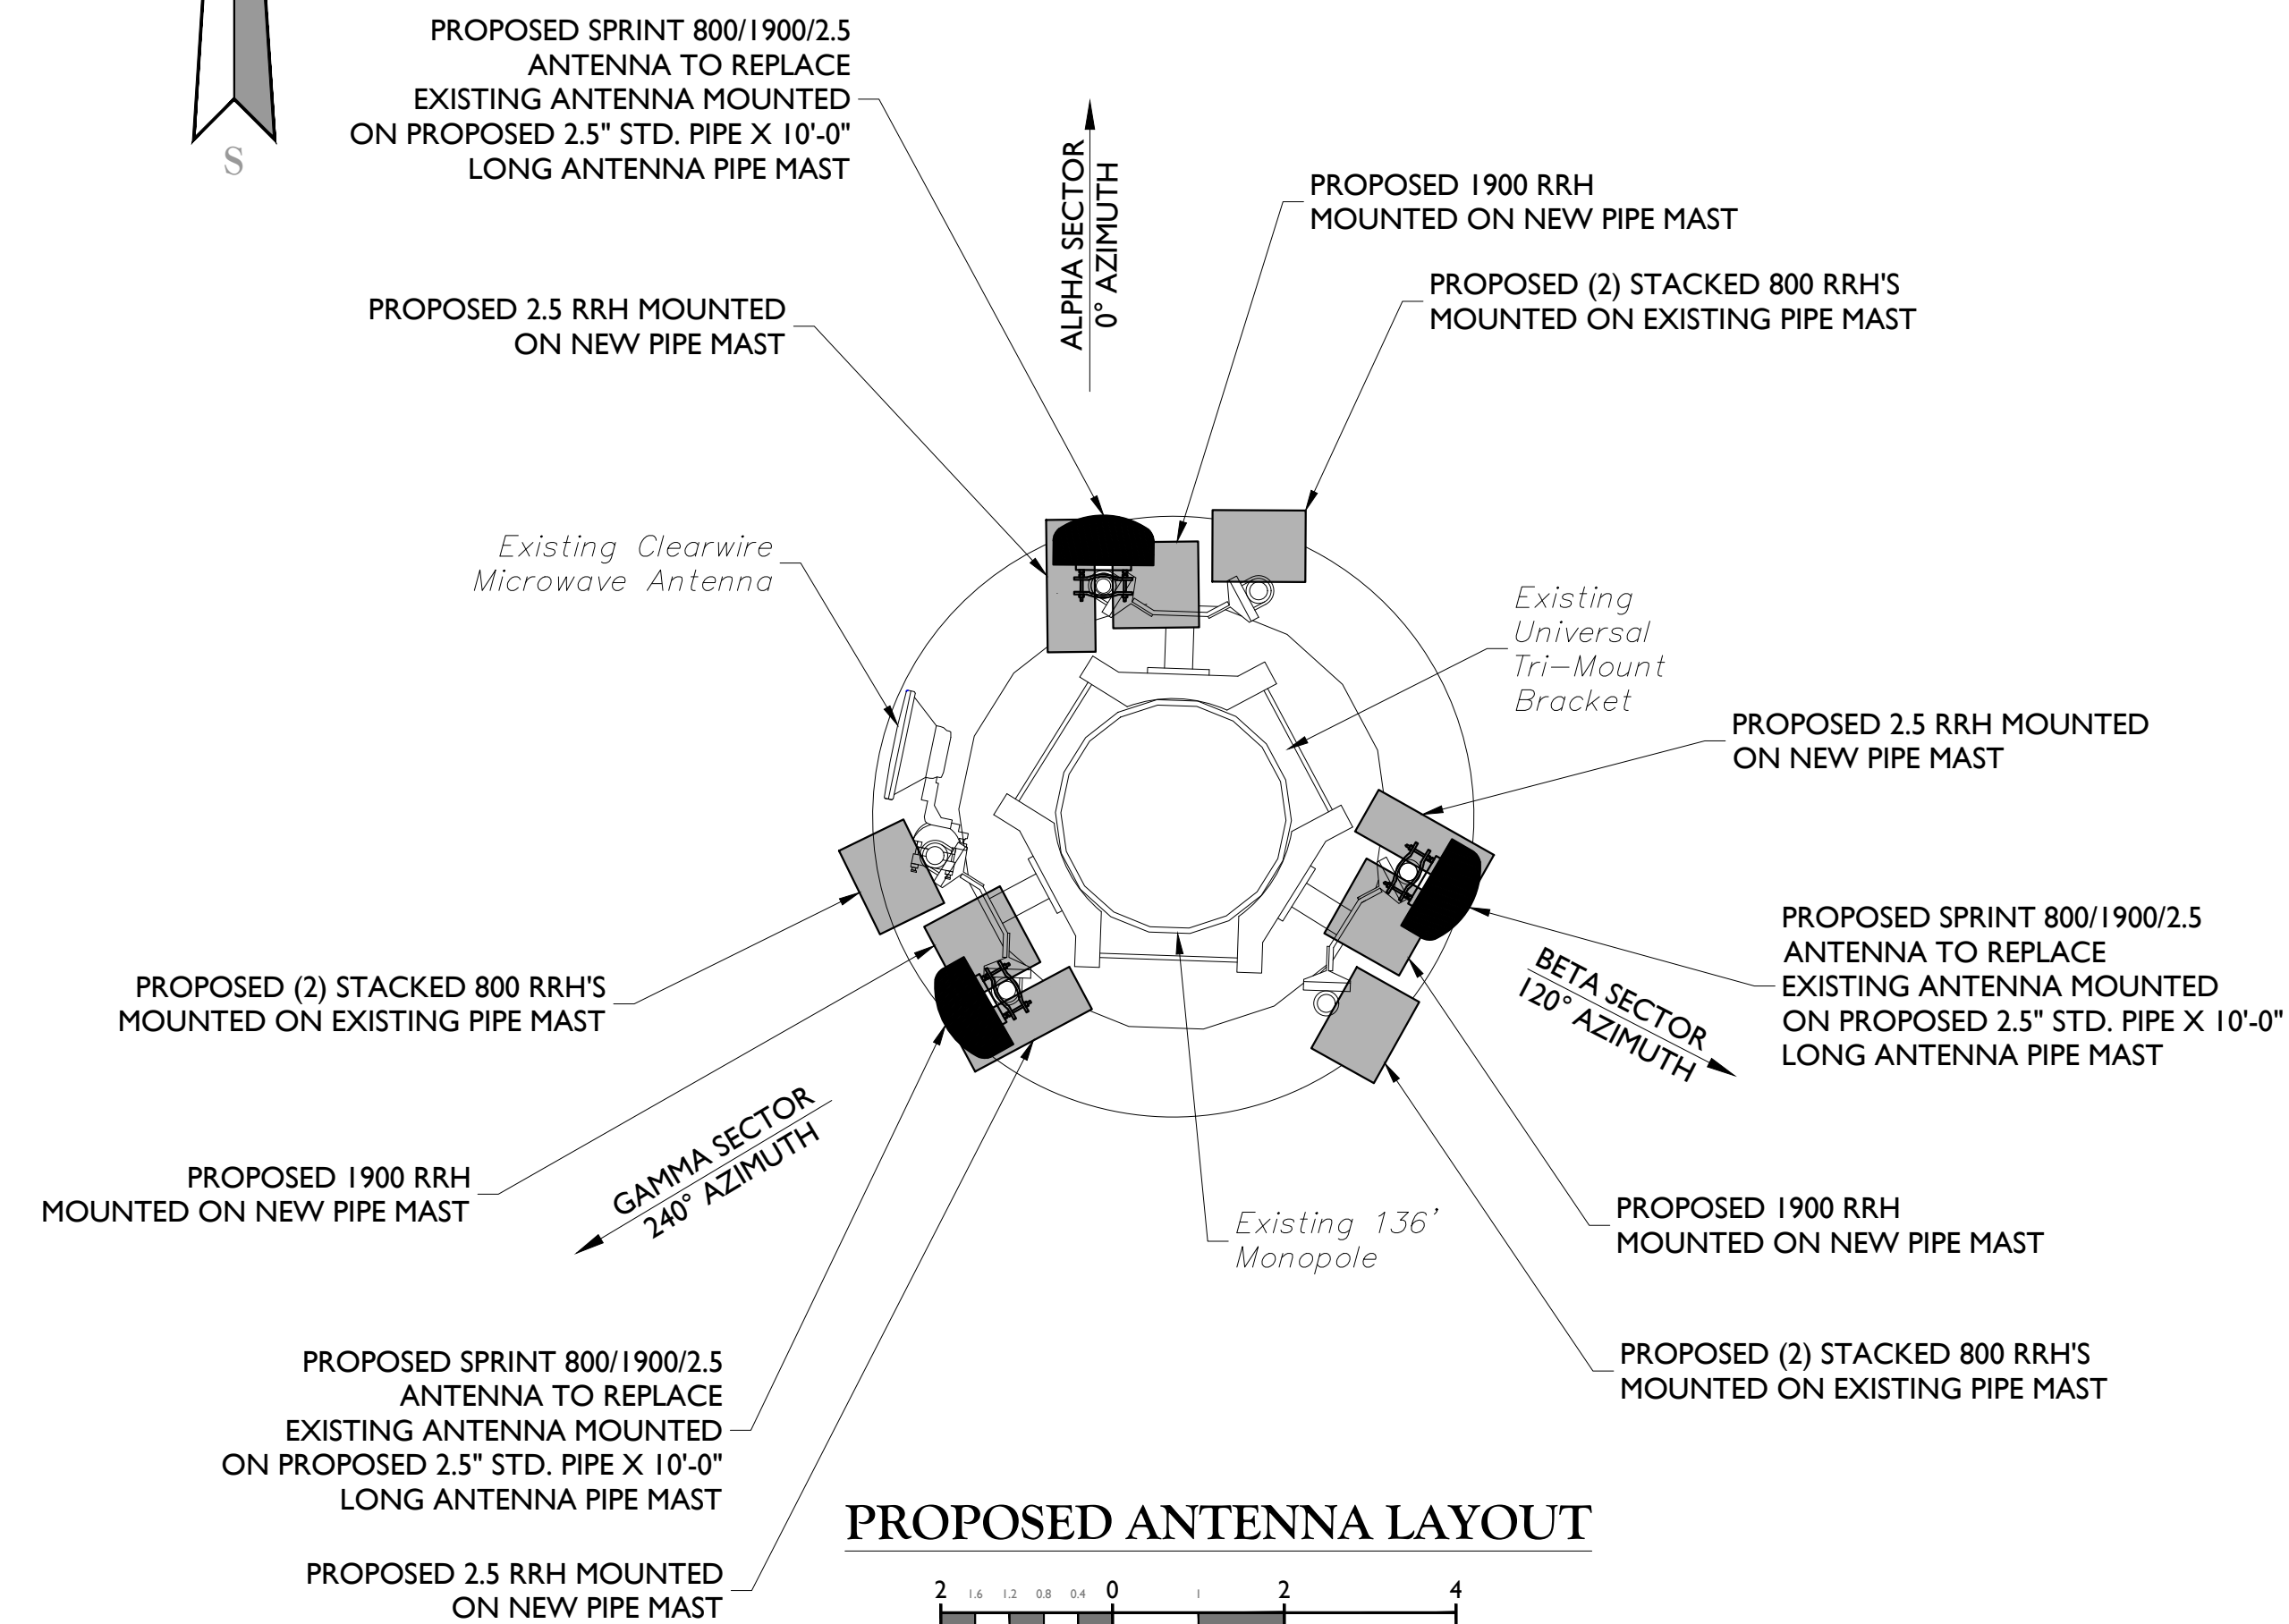 S
PROPOSED SPRINT 800/1900/2.5
ANTENNA TO REPLACE
EXISTING ANTENNA MOUNTED
ON PROPOSED 2.5" STD. PIPE X 10'-0"
LONG ANTENNA PIPE MAST
ALPHA SECTOR
0° AZIMUTH
PROPOSED 1900 RRH
MOUNTED ON NEW PIPE MAST
PROPOSED (2) STACKED 800 RRH'S
MOUNTED ON EXISTING PIPE MAST
PROPOSED 2.5 RRH MOUNTED
ON NEW PIPE MAST
Existing Clearwire
Microwave Antenna
Existing
Universal
Tri-Mount
Bracket
PROPOSED 2.5 RRH MOUNTED
ON NEW PIPE MAST
PROPOSED SPRINT 800/1900/2.5
ANTENNA TO REPLACE
EXISTING ANTENNA MOUNTED
ON PROPOSED 2.5" STD. PIPE X 10'-0"
LONG ANTENNA PIPE MAST
BETA SECTOR
120° AZIMUTH
PROPOSED (2) STACKED 800 RRH'S
MOUNTED ON EXISTING PIPE MAST
GAMMA SECTOR
240° AZIMUTH
PROPOSED 1900 RRH
MOUNTED ON NEW PIPE MAST
Existing 136'
Monopole
PROPOSED 1900 RRH
MOUNTED ON NEW PIPE MAST
PROPOSED (2) STACKED 800 RRH'S
MOUNTED ON EXISTING PIPE MAST
PROPOSED SPRINT 800/1900/2.5
ANTENNA TO REPLACE
EXISTING ANTENNA MOUNTED
ON PROPOSED 2.5" STD. PIPE X 10'-0"
LONG ANTENNA PIPE MAST
PROPOSED 2.5 RRH MOUNTED
ON NEW PIPE MAST
PROPOSED ANTENNA LAYOUT
2 1.6 1.2 0.8 0.4 0 1 2 4